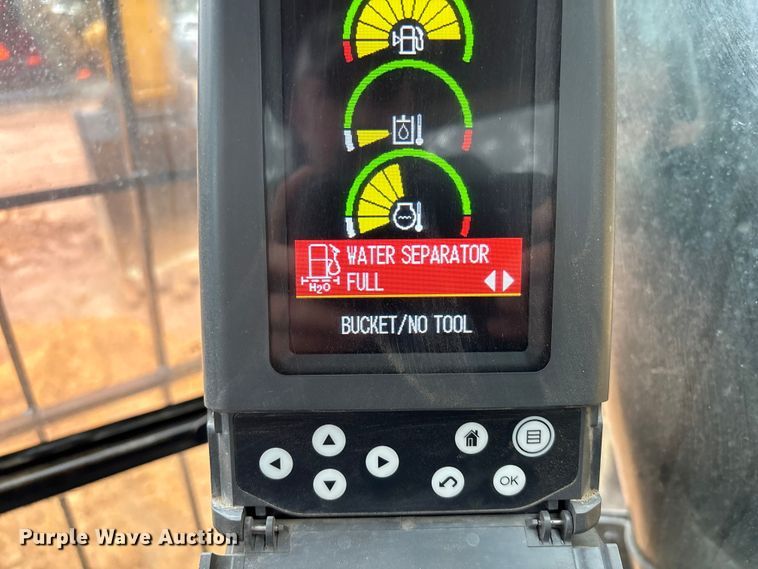 WATER SEPARATOR
H2O FULL
BUCKET/NO TOOL
OK
Purple Wave Auction